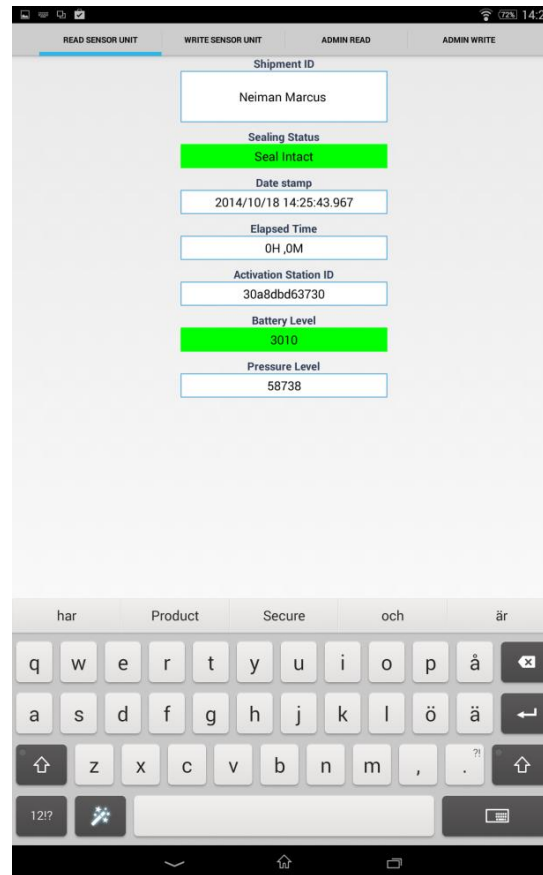 72% 14:2
READ SENSOR UNIT WRITE SENSOR UNIT ADMIN READ ADMIN WRITE
Shipment ID
Neiman Marcus
Sealing Status
Seal Intact
Date stamp
2014/10/18 14:25:43.967
Elapsed Time
0H ,0M
Activation Station ID
30a8dbd63730
Battery Level
3010
Pressure Level
58738
har Product Secure och är
q w e r t y u i o p å
a s d f g h j k l ö ä
z x c v b n m , . ?!
12!?